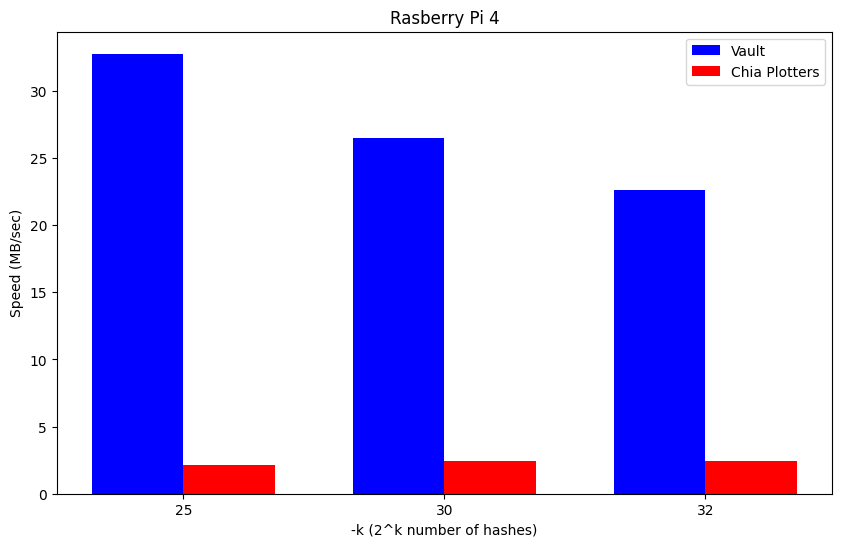 Rasberry Pi 4
Vault
Chia Plotters
Speed (MB/sec)
30
25
20
15
10
5
0
25
30
32
-k (2^k number of hashes)